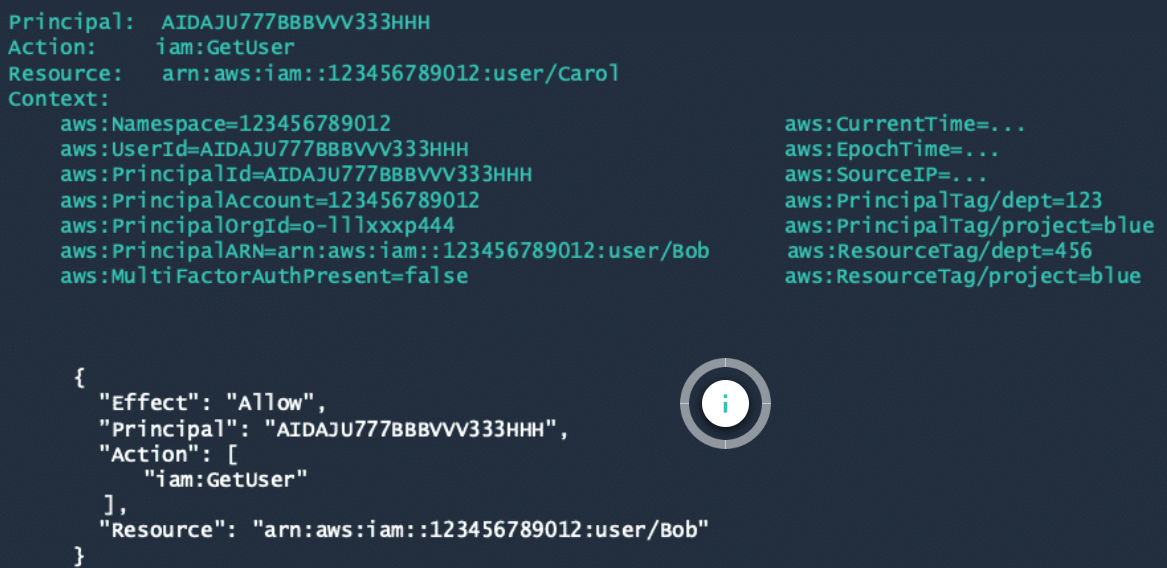 Principal:  AIDAJU777BBBVVV333HHH
Action:     iam:GetUser
Resource:   arn:aws:iam::123456789012:user/Carol
Context:
aws:Namespace=123456789012 aws:CurrentTime=...
aws:UserId=AIDAJU777BBBVVV333HHH aws:EpochTime=...
aws:PrincipalId=AIDAJU777BBBVVV333HHH aws:SourceIP=...
aws:PrincipalAccount=123456789012 aws:PrincipalTag/dept=123
aws:PrincipalOrgId=o-lllxxxp444 aws:PrincipalTag/project=blue
aws:PrincipalARN=arn:aws:iam::123456789012:user/Bob aws:ResourceTag/dept=456
aws:MultiFactorAuthPresent=false aws:ResourceTag/project=blue
{
"Effect": "Allow",
"Principal": "AIDAJU777BBBVVV333HHH",
"Action": [
"iam:GetUser"
],
"Resource": "arn:aws:iam::123456789012:user/Bob"
}
i